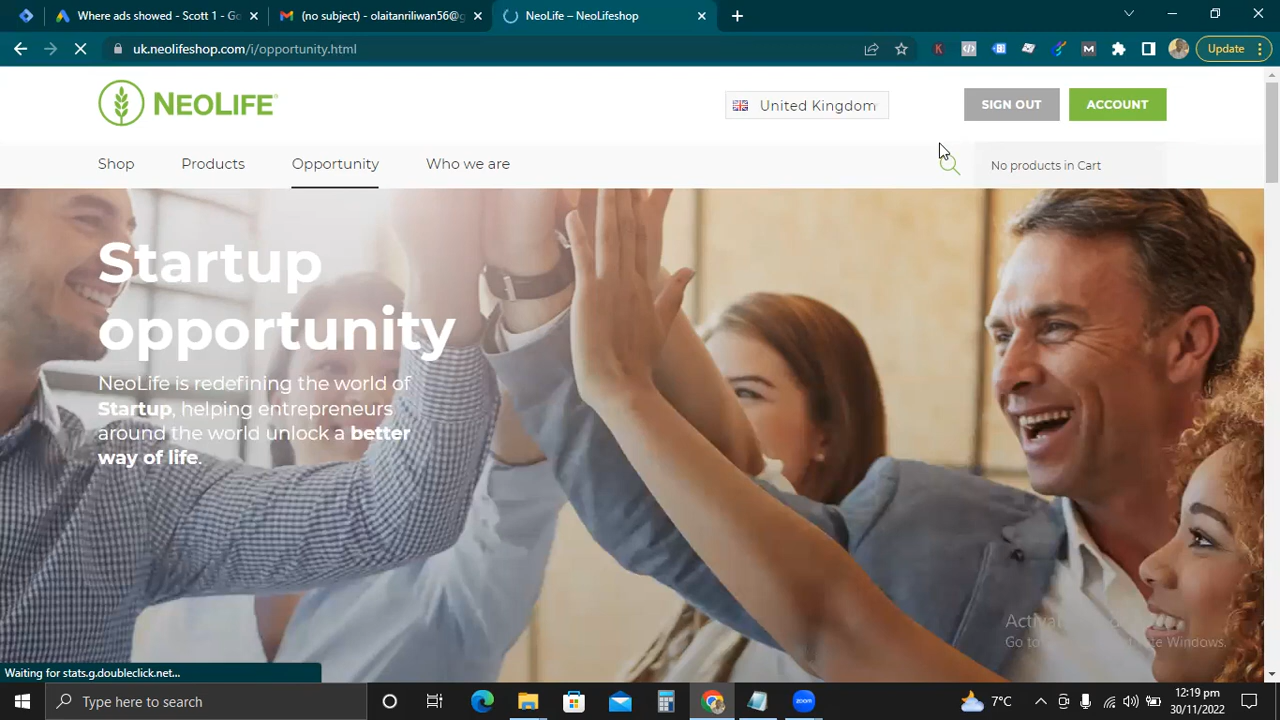 Where ads showed - Scott 1 - Go
(no subject) - olaitanriliwan56@g
NeoLife – NeoLifeshop
uk.neolifeshop.com/i/opportunity.html
Update
NEOLIFE
United Kingdom
SIGN OUT
ACCOUNT
Shop
Products
Opportunity
Who we are
No products in Cart
Startup
opportunity
NeoLife is redefining the world of
Startup, helping entrepreneurs
around the world unlock a better
way of life.
Waiting for stats.g.doubleclick.net...
Type here to search
zoom
7°C
12:19 pm
30/11/2022